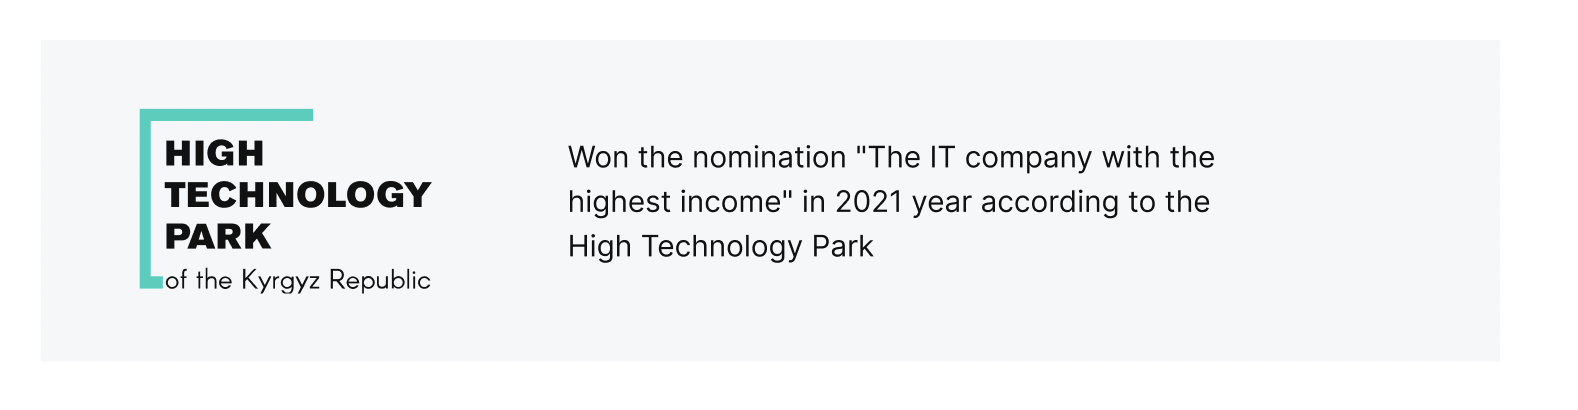 HIGH
TECHNOLOGY
PARK
of the Kyrgyz Republic
Won the nomination "The IT company with the
highest income" in 2021 year according to the
High Technology Park